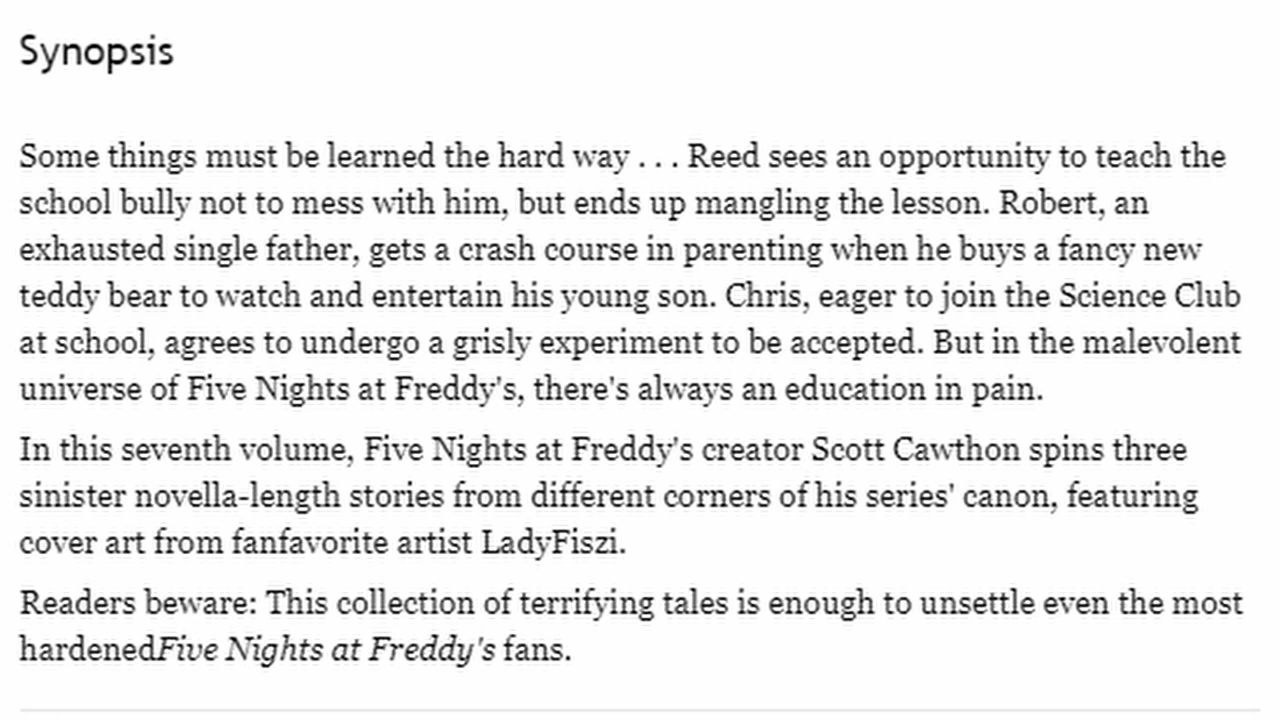 Synopsis
Some things must be learned the hard way . . . Reed sees an opportunity to teach the
school bully not to mess with him, but ends up mangling the lesson. Robert, an
exhausted single father, gets a crash course in parenting when he buys a fancy new
teddy bear to watch and entertain his young son. Chris, eager to join the Science Club
at school, agrees to undergo a grisly experiment to be accepted. But in the malevolent
universe of Five Nights at Freddy's, there's always an education in pain.
In this seventh volume, Five Nights at Freddy's creator Scott Cawthon spins three
sinister novella-length stories from different corners of his series' canon, featuring
cover art from fanfavorite artist LadyFiszi.
Readers beware: This collection of terrifying tales is enough to unsettle even the most
hardenedFive Nights at Freddy's fans.